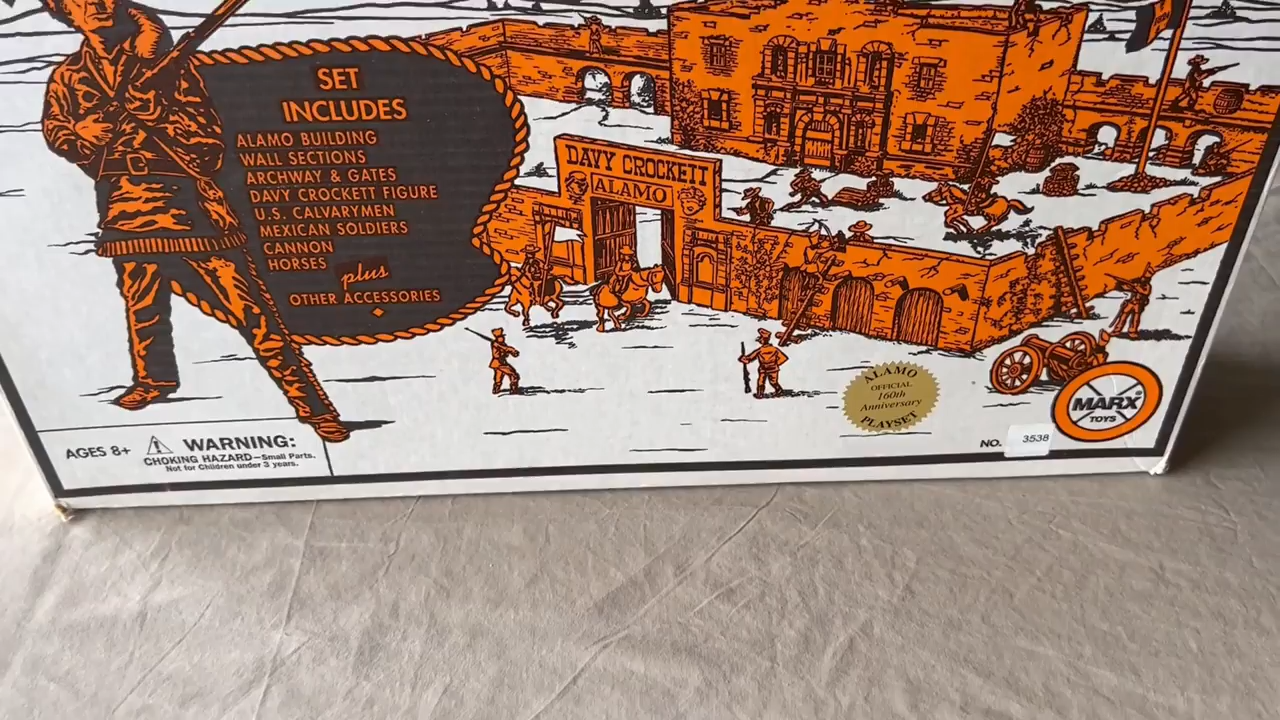 SET
INCLUDES
ALAMO BUILDING
WALL SECTIONS
ARCHWAY & GATES
DAVY CROCKETT FIGURE
U.S. CALVARYMEN
MEXICAN SOLDIERS
CANNON
HORSES
plus
OTHER ACCESSORIES
DAVY CROCKETT
ALAMO
ALAMO
OFFICIAL
160th
Anniversary
PLAYSET
MARX®
TOYS
NO. 3538
AGES 8+
WARNING:
CHOKING HAZARD—Small Parts.
Not for Children under 3 years.